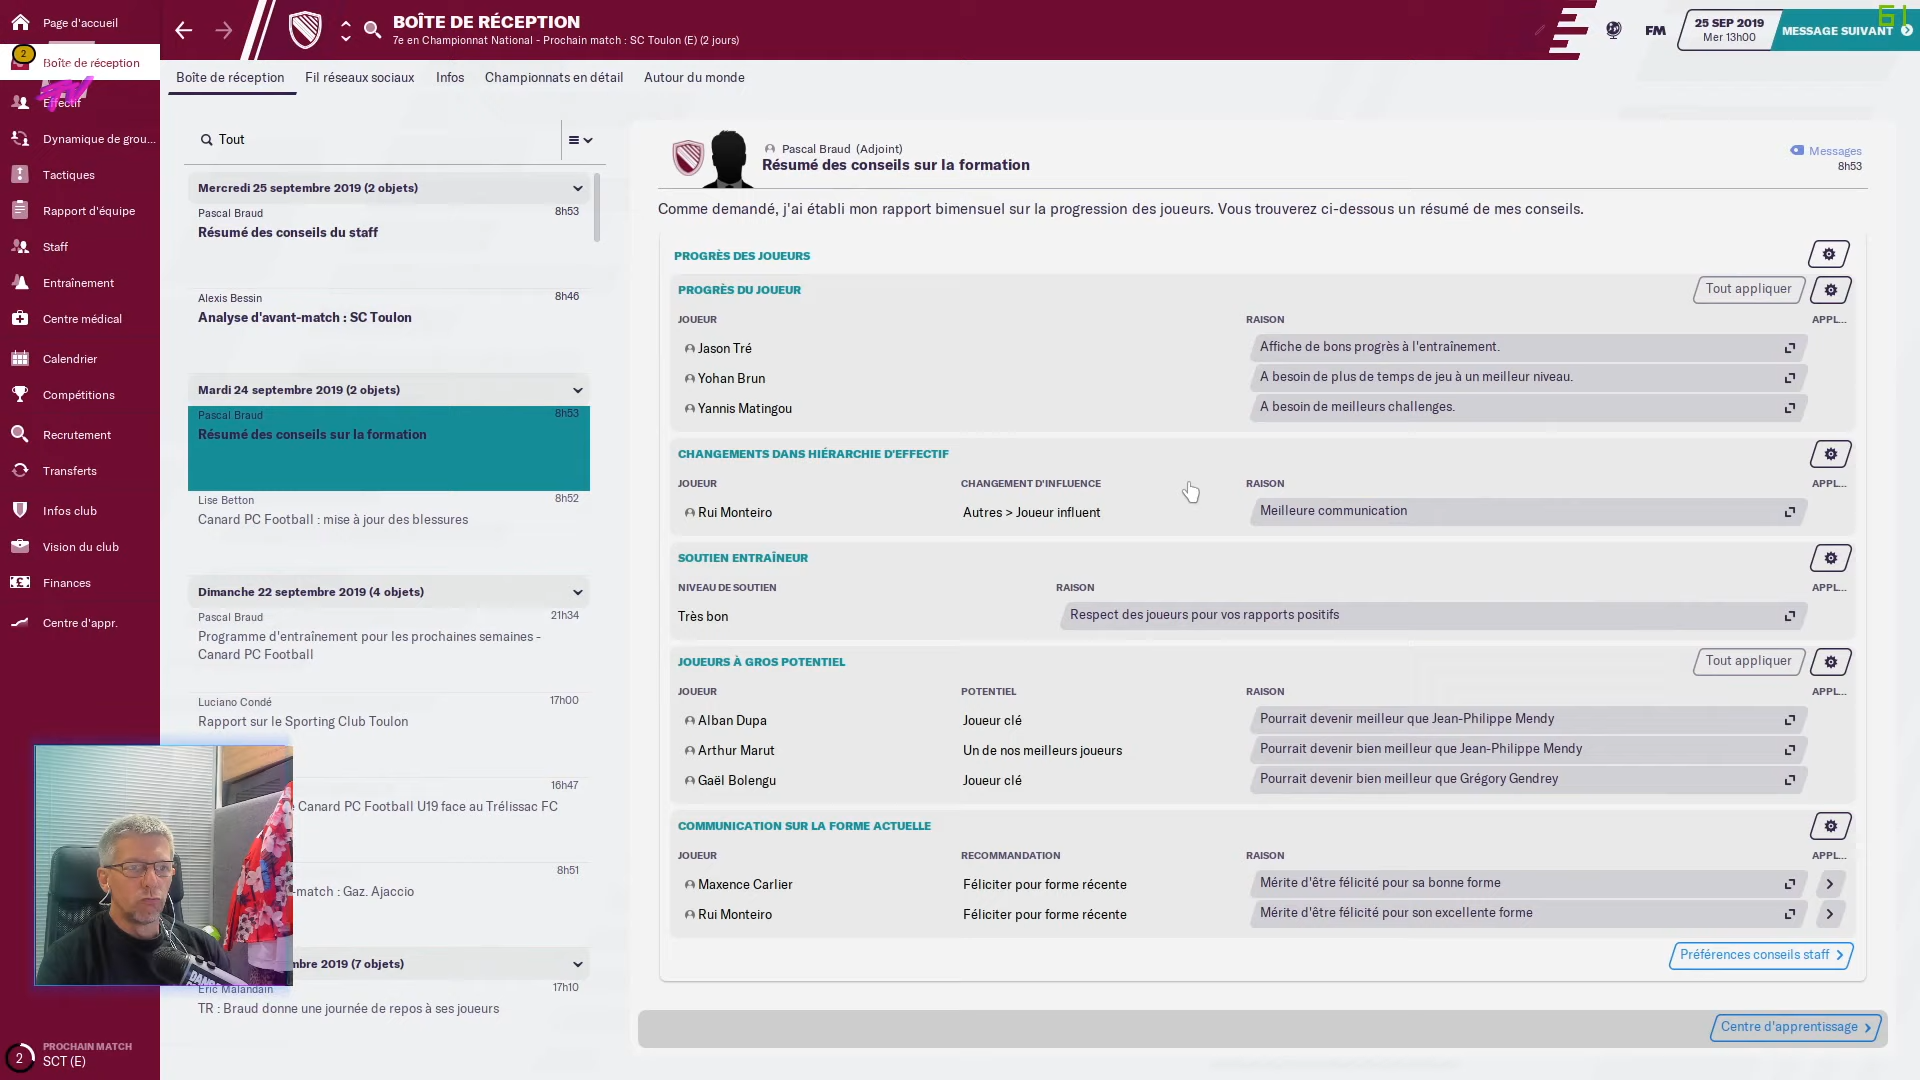 Page d'accueil
2
Boîte de réception
Effectif
Dynamique de grou...
Tactiques
Rapport d'équipe
Staff
Entraînement
Centre médical
Calendrier
Compétitions
Recrutement
Transferts
Infos club
Vision du club
Finances
Centre d'appr.
2
PROCHAIN MATCH
SCT (E)
BOÎTE DE RÉCEPTION
7e en Championnat National - Prochain match : SC Toulon (E) (2 jours)
FM
25 SEP 2019
Mer 13h00
MESSAGE SUIVANT
61
Boîte de réception
Fil réseaux sociaux
Infos
Championnats en détail
Autour du monde
Tout
Mercredi 25 septembre 2019 (2 objets)
Pascal Braud 8h53
Résumé des conseils du staff
Alexis Bessin 8h46
Analyse d'avant-match : SC Toulon
Mardi 24 septembre 2019 (2 objets)
Pascal Braud 8h53
Résumé des conseils sur la formation
Lise Betton 8h52
Canard PC Football : mise à jour des blessures
Dimanche 22 septembre 2019 (4 objets)
Pascal Braud 21h34
Programme d'entraînement pour les prochaines semaines -
Canard PC Football
Luciano Condé 17h00
Rapport sur le Sporting Club Toulon
16h47
Canard PC Football U19 face au Trélissac FC
8h51
-match : Gaz. Ajaccio
mbre 2019 (7 objets)
Eric Malandain 17h10
TR : Braud donne une journée de repos à ses joueurs
Pascal Braud (Adjoint)
Résumé des conseils sur la formation
Messages
8h53
Comme demandé, j'ai établi mon rapport bimensuel sur la progression des joueurs. Vous trouverez ci-dessous un résumé de mes conseils.
PROGRÈS DES JOUEURS
PROGRÈS DU JOUEUR Tout appliquer
JOUEUR RAISON APPL...
Jason Tré Affiche de bons progrès à l'entraînement.
Yohan Brun A besoin de plus de temps de jeu à un meilleur niveau.
Yannis Matingou A besoin de meilleurs challenges.
CHANGEMENTS DANS HIÉRARCHIE D'EFFECTIF
JOUEUR CHANGEMENT D'INFLUENCE RAISON APPL...
Rui Monteiro Autres > Joueur influent Meilleure communication
SOUTIEN ENTRAÎNEUR
NIVEAU DE SOUTIEN RAISON APPL...
Très bon Respect des joueurs pour vos rapports positifs
JOUEURS À GROS POTENTIEL Tout appliquer
JOUEUR POTENTIEL RAISON APPL...
Alban Dupa Joueur clé Pourrait devenir meilleur que Jean-Philippe Mendy
Arthur Marut Un de nos meilleurs joueurs Pourrait devenir bien meilleur que Jean-Philippe Mendy
Gaël Bolengu Joueur clé Pourrait devenir bien meilleur que Grégory Gendrey
COMMUNICATION SUR LA FORME ACTUELLE
JOUEUR RECOMMANDATION RAISON APPL...
Maxence Carlier Féliciter pour forme récente Mérite d'être félicité pour sa bonne forme
Rui Monteiro Féliciter pour forme récente Mérite d'être félicité pour son excellente forme
Préférences conseils staff
Centre d'apprentissage